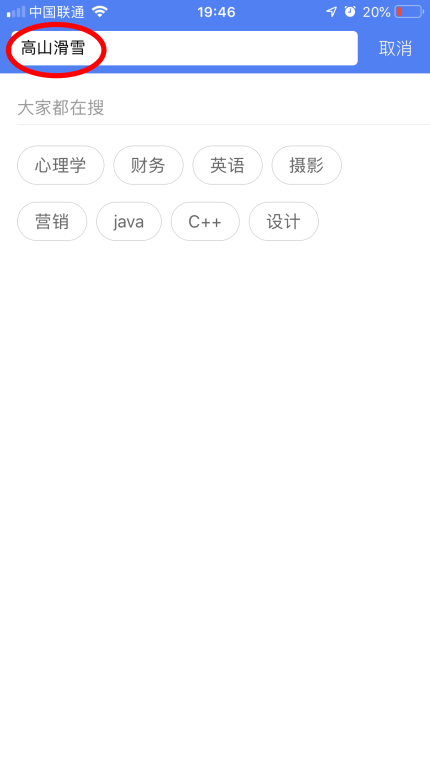 中国联通 19:46 20%
高山滑雪 取消
大家都在搜
心理学 财务 英语 摄影
营销 java C++ 设计